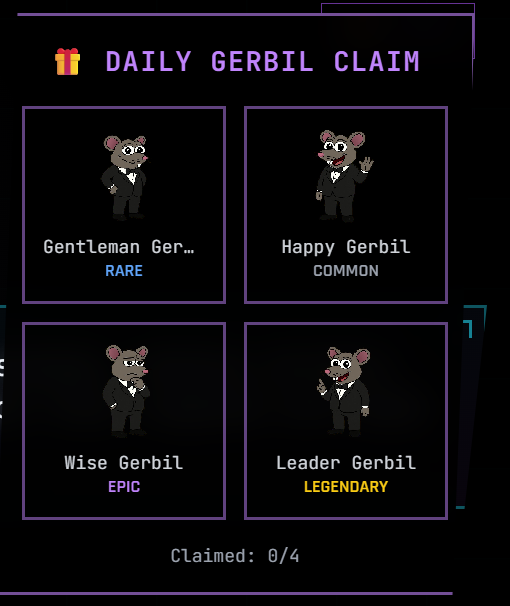 DAILY GERBIL CLAIM
Gentleman Ger…
RARE
Happy Gerbil
COMMON
Wise Gerbil
EPIC
Leader Gerbil
LEGENDARY
Claimed: 0/4